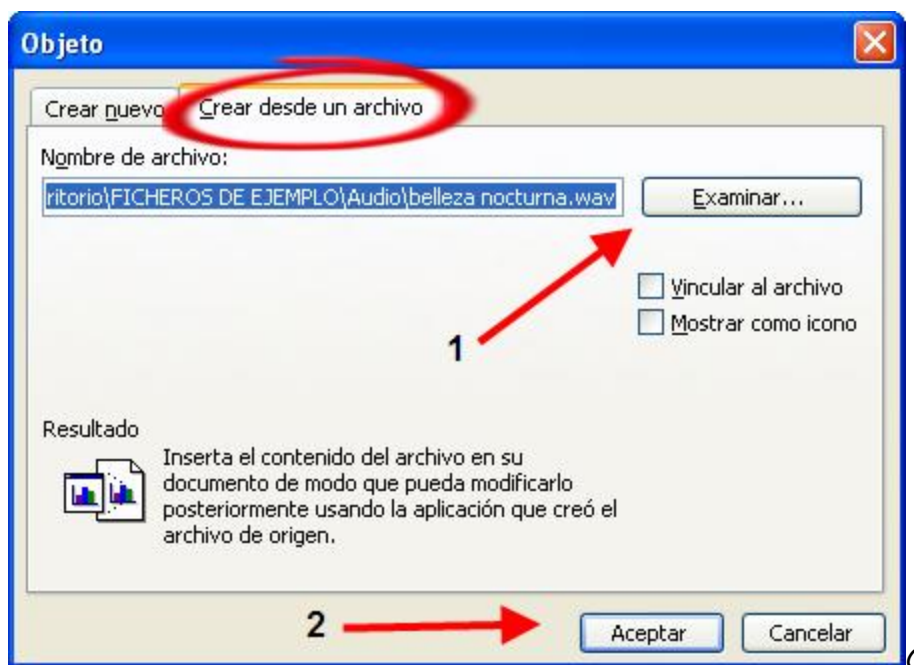 Objeto
Crear nuevo
Crear desde un archivo
Nombre de archivo:
ritorio\FICHEROS DE EJEMPLO\Audio\belleza nocturna.wav
Examinar...
Vincular al archivo
Mostrar como icono
1
Resultado
Inserta el contenido del archivo en su
documento de modo que pueda modificarlo
posteriormente usando la aplicación que creó el
archivo de origen.
2
Aceptar
Cancelar